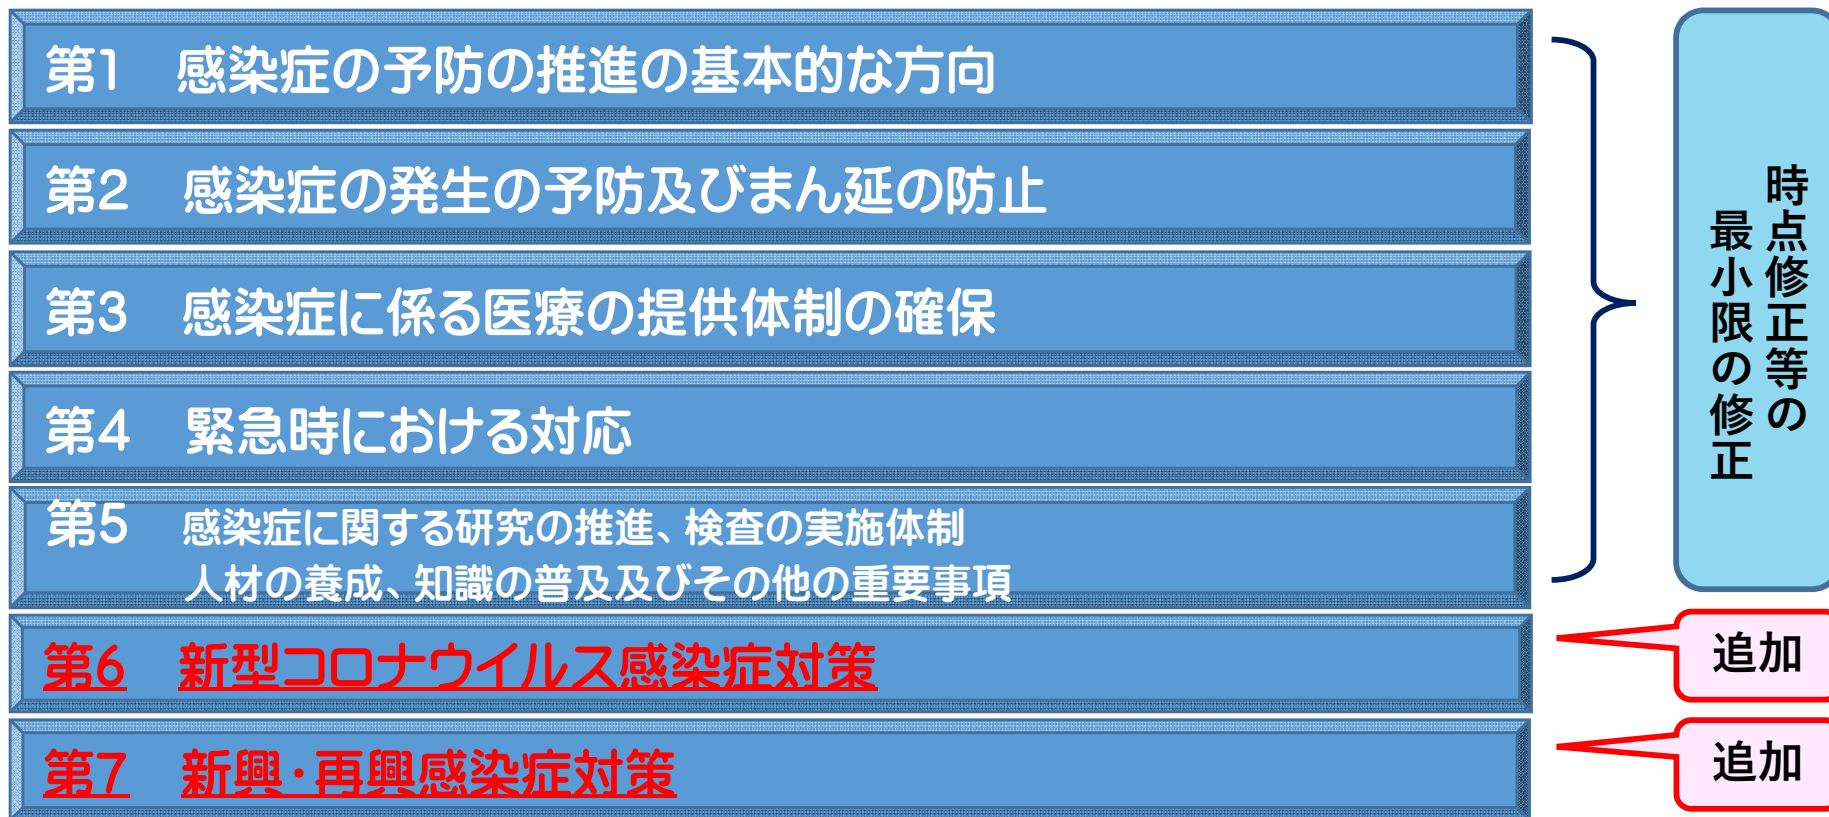 第1 感染症の予防の推進の基本的な方向
第2 感染症の発生の予防及びまん延の防止
第3 感染症に係る医療の提供体制の確保
第4 緊急時における対応
第5 感染症に関する研究の推進、検査の実施体制
人材の養成、知識の普及及びその他の重要事項
第6 新型コロナウイルス感染症対策
第7 新興・再興感染症対策
時点修正等の
最小限の修正
追加
追加